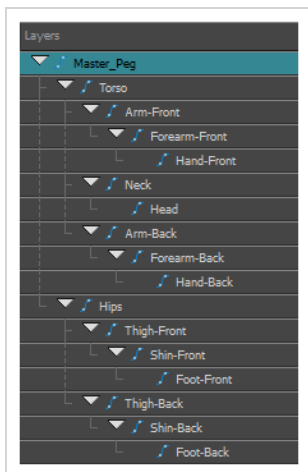 Layers
Master_Peg
Torso
Arm-Front
Forearm-Front
Hand-Front
Neck
Head
Arm-Back
Forearm-Back
Hand-Back
Hips
Thigh-Front
Shin-Front
Foot-Front
Thigh-Back
Shin-Back
Foot-Back